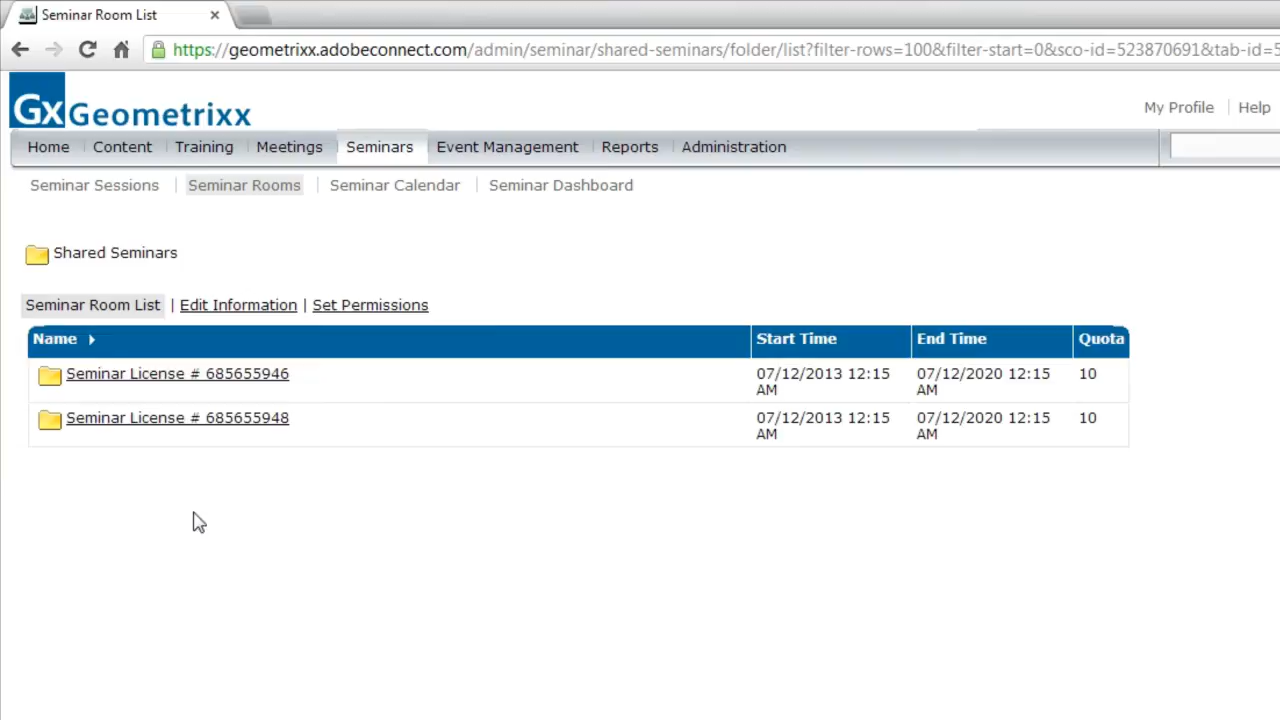 Seminar Room List
https://geometrixx.adobeconnect.com/admin/seminar/shared-seminars/folder/list?filter-rows=100&filter-start=0&sco-id=523870691&tab-id=5
Gx Geometrixx
My Profile | Help
Home Content Training Meetings Seminars Event Management Reports Administration
Seminar Sessions | Seminar Rooms | Seminar Calendar | Seminar Dashboard
Shared Seminars
Seminar Room List | Edit Information | Set Permissions
Name Start Time End Time Quota
Seminar License # 685655946 07/12/2013 12:15 07/12/2020 12:15 10
AM AM
Seminar License # 685655948 07/12/2013 12:15 07/12/2020 12:15 10
AM AM